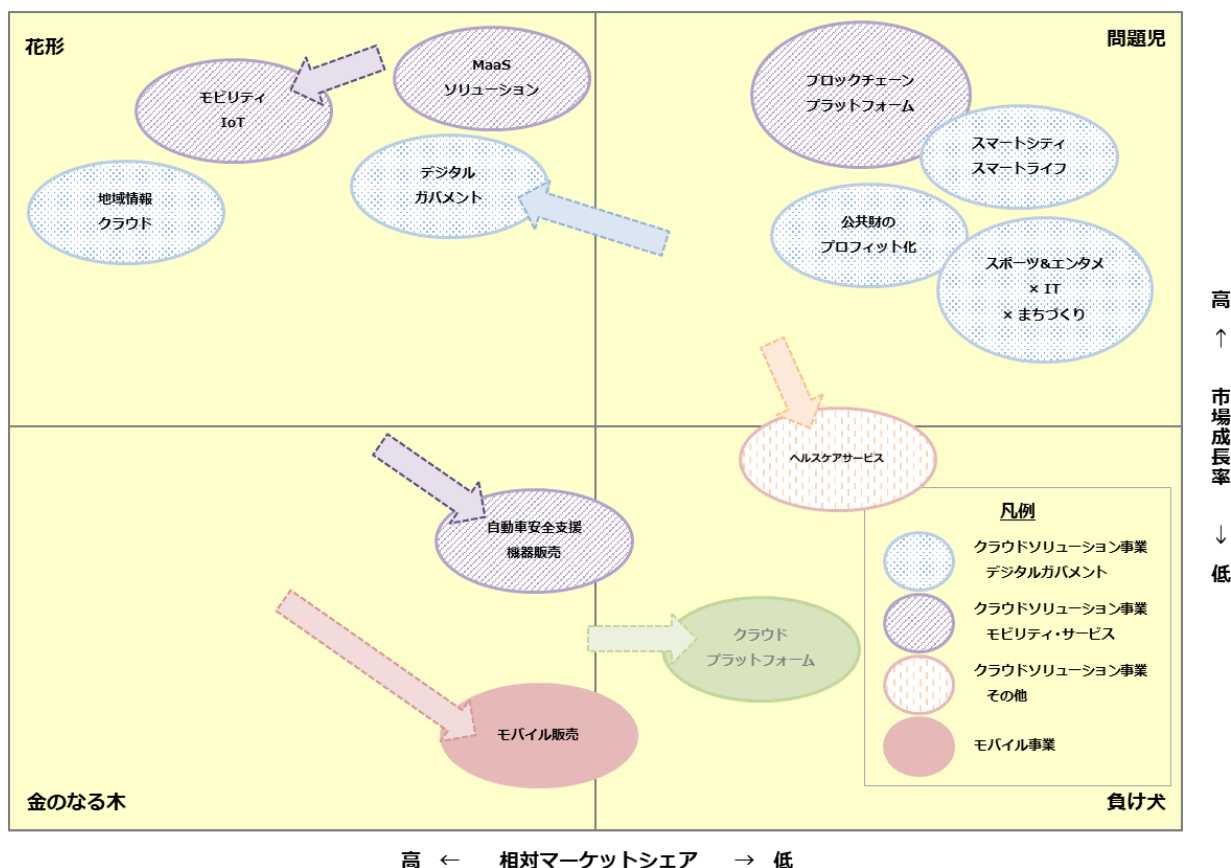 花形
問題児
MaaS
ソリューション
モビリティ
IoT
ブロックチェーン
プラットフォーム
スマートシティ
スマートライフ
デジタル
ガバメント
地域情報
クラウド
公共財の
プロフィット化
スポーツ&エンタメ
× IT
× まちづくり
高
↑
市場成長率
↓
低
ヘルスケアサービス
自動車安全支援
機器販売
クラウド
プラットフォーム
モバイル販売
凡例
クラウドソリューション事業
デジタルガバメント
クラウドソリューション事業
モビリティ・サービス
クラウドソリューション事業
その他
モバイル事業
金のなる木
負け犬
高 ← 相対マーケットシェア → 低